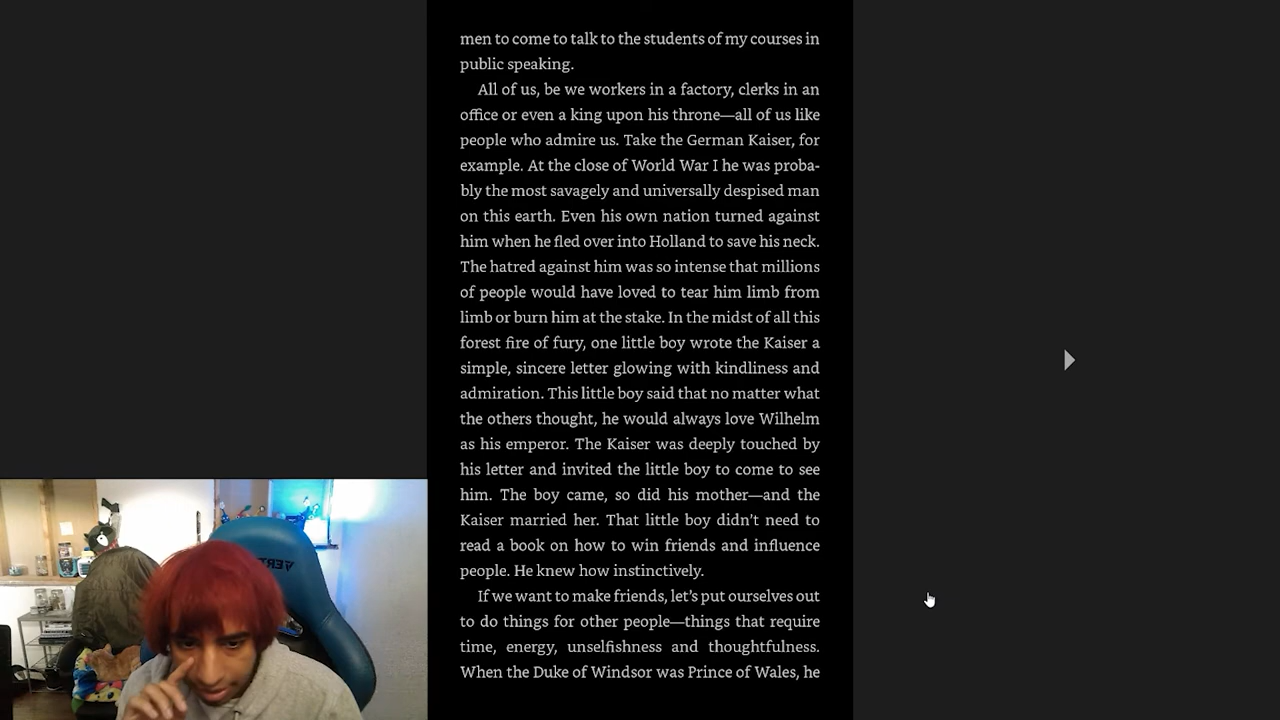 men to come to talk to the students of my courses in
public speaking.
All of us, be we workers in a factory, clerks in an
office or even a king upon his throne—all of us like
people who admire us. Take the German Kaiser, for
example. At the close of World War I he was proba-
bly the most savagely and universally despised man
on this earth. Even his own nation turned against
him when he fled over into Holland to save his neck.
The hatred against him was so intense that millions
of people would have loved to tear him limb from
limb or burn him at the stake. In the midst of all this
forest fire of fury, one little boy wrote the Kaiser a
simple, sincere letter glowing with kindliness and
admiration. This little boy said that no matter what
the others thought, he would always love Wilhelm
as his emperor. The Kaiser was deeply touched by
his letter and invited the little boy to come to see
him. The boy came, so did his mother—and the
Kaiser married her. That little boy didn’t need to
read a book on how to win friends and influence
people. He knew how instinctively.
If we want to make friends, let’s put ourselves out
to do things for other people—things that require
time, energy, unselfishness and thoughtfulness.
When the Duke of Windsor was Prince of Wales, he